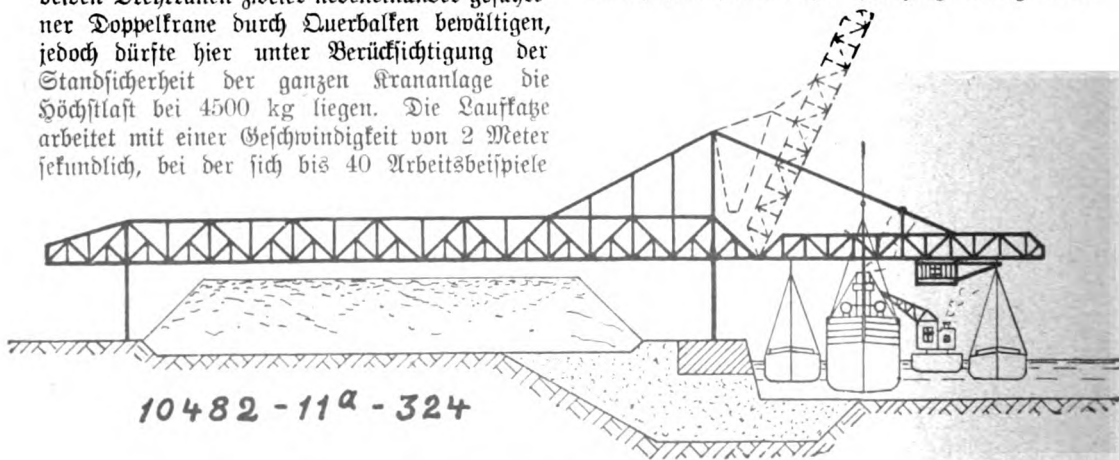 ner Doppelkrane durch Querbalken bewältigen,
jedoch dürfte hier unter Berücksichtigung der
Standsicherheit der ganzen Krananlage die
Höchstlast bei 4500 kg liegen. Die Laufkatze
arbeitet mit einer Geschwindigkeit von 2 Meter
sekundlich, bei der sich bis 40 Arbeitsbeispiele
10482-11a-324